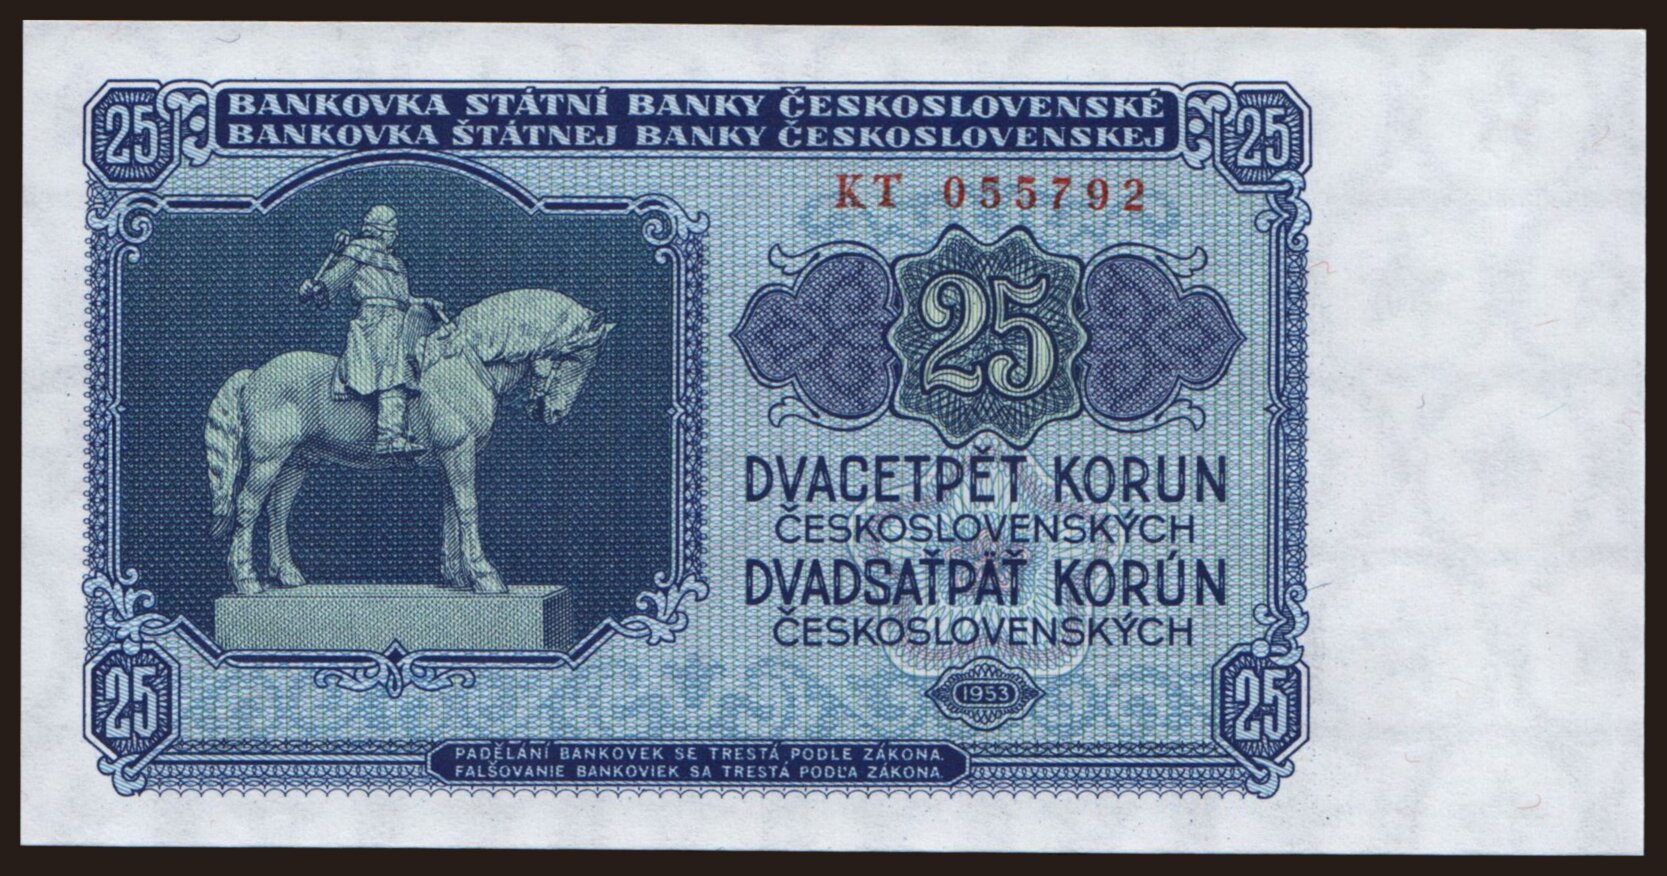 25 BANKOVKA STÁTNÍ BANKY ČESKOSLOVENSKÉ 25
BANKOVKA ŠTÁTNEJ BANKY ČESKOSLOVENSKEJ
KT 055792
25
DVACETPĚT KORUN
ČESKOSLOVENSKÝCH
DVADSAŤPÄŤ KORÚN
ČESKOSLOVENSKÝCH
1953
25 25
PADĚLÁNÍ BANKOVEK SE TRESTÁ PODLE ZÁKONA.
FALŠOVANIE BANKOVIEK SA TRESTÁ PODĽA ZÁKONA.